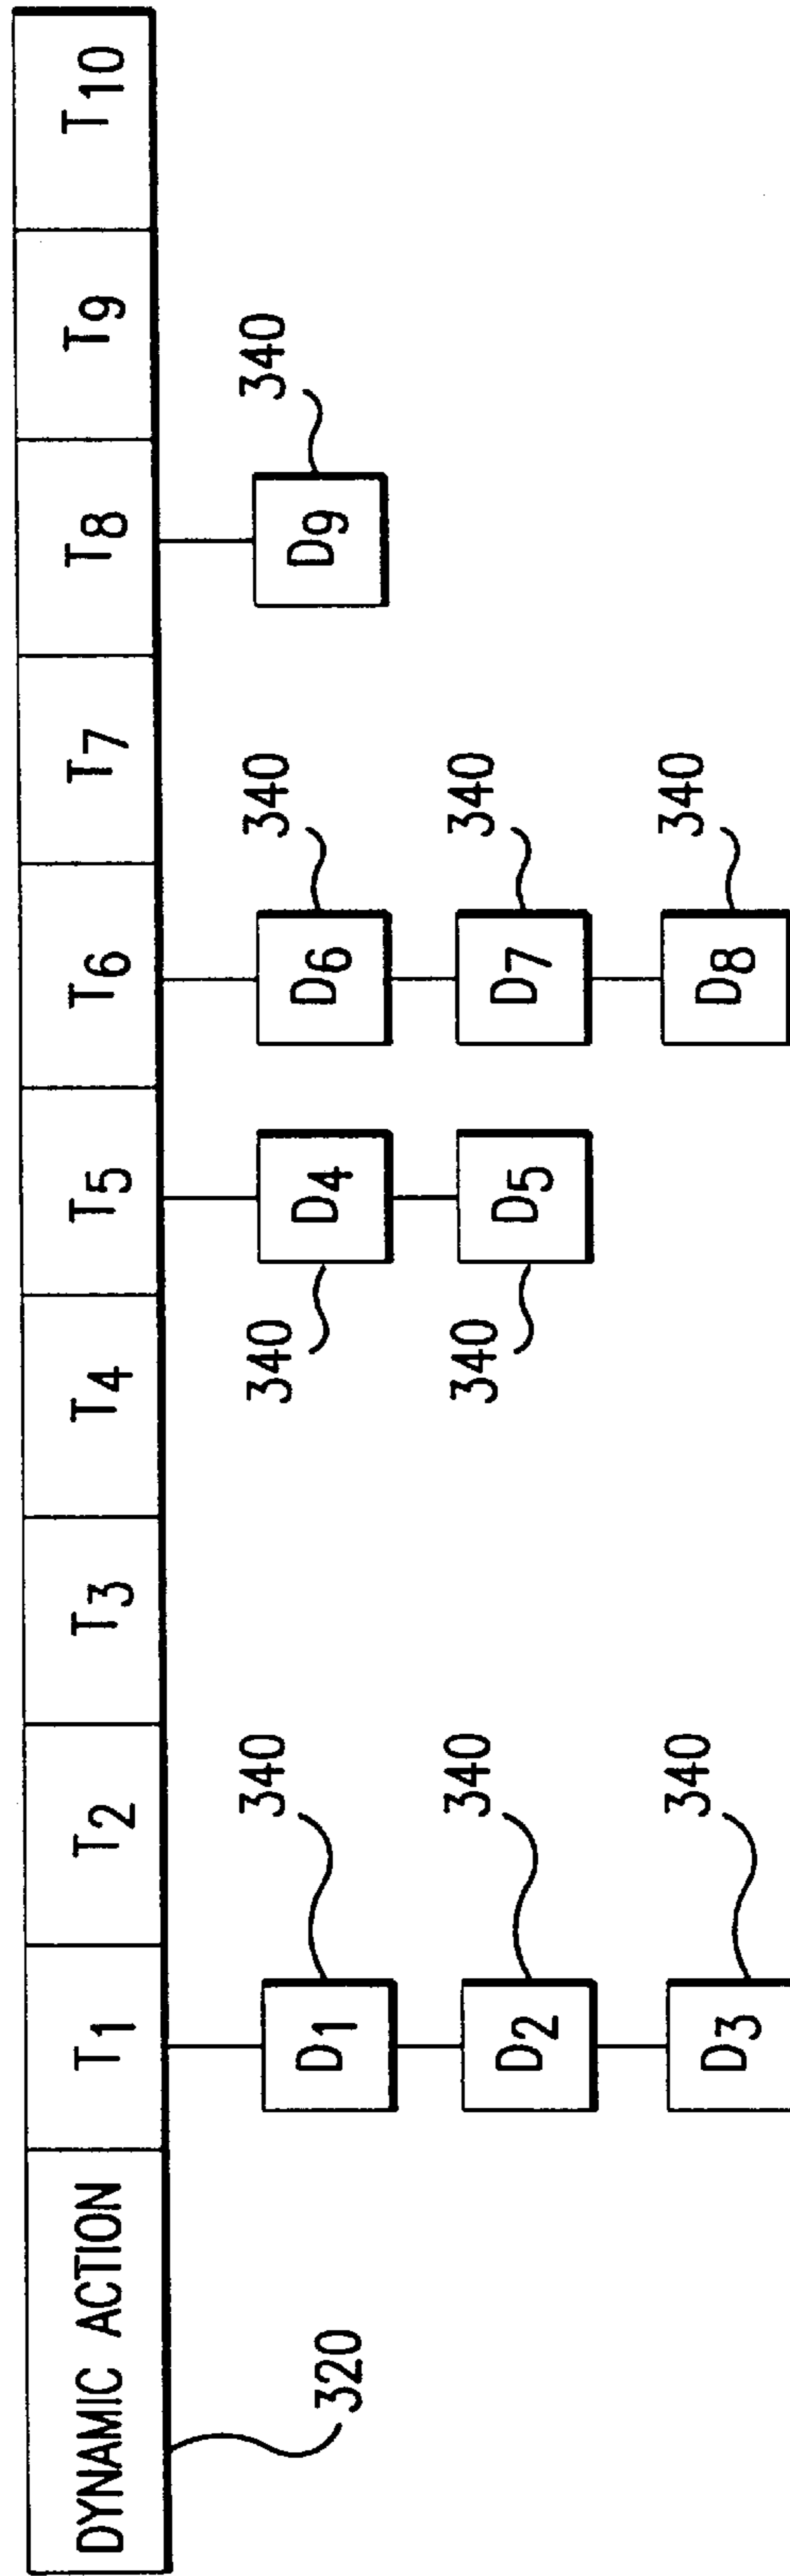 DYNAMIC ACTION T1 T2 T3 T4 T5 T6 T7 T8 T9 T10
320
D1 340
D2 340
D3 340
340 D4
340 D5
D6 340
D7 340
D8 340
D9 340